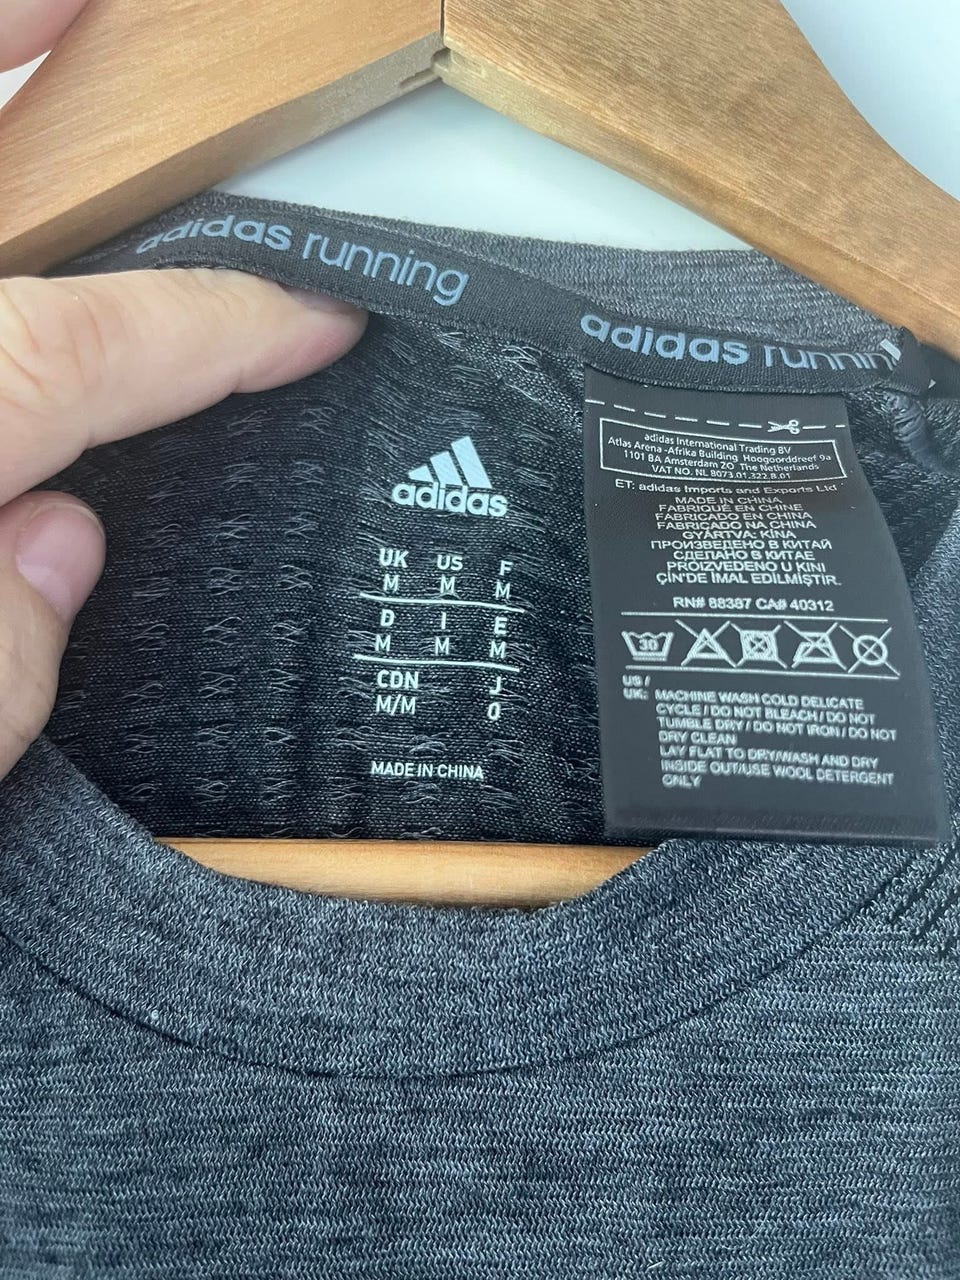 adidas running
adidas runnin
adidas
UK US F
M M M
D I E
M M M
CDN J
M/M O
MADE IN CHINA
adidas International Trading BV
Atlas Arena -Afrika Building Hoogoorddreef 9a
1101 BA Amsterdam ZO The Netherlands
VAT NO. NL 8073.01.322.B.01
ET: adidas Imports and Exports Ltd
MADE IN CHINA
FABRIQUÉ EN CHINE
FABRICADO EN CHINA
FABRICADO NA CHINA
GYÁRTVA: KÍNA
ПРОИЗВЕДЕНО В КИТАЙ
СДЕЛАНО В КИТАЕ
PROIZVEDENO U KINI
ÇİN'DE İMAL EDİLMİŞTİR.
RN# 88387 CA# 40312
30
US /
UK: MACHINE WASH COLD DELICATE
CYCLE / DO NOT BLEACH / DO NOT
TUMBLE DRY / DO NOT IRON / DO NOT
DRY CLEAN
LAY FLAT TO DRY/WASH AND DRY
INSIDE OUT/USE WOOL DETERGENT
ONLY